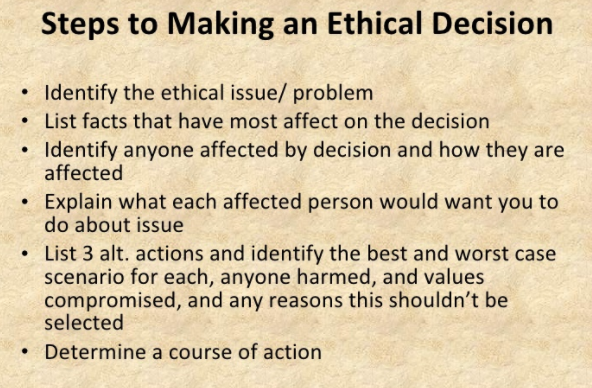 Steps to Making an Ethical Decision
• Identify the ethical issue/ problem
• List facts that have most affect on the decision
• Identify anyone affected by decision and how they are
affected
• Explain what each affected person would want you to
do about issue
• List 3 alt. actions and identify the best and worst case
scenario for each, anyone harmed, and values
compromised, and any reasons this shouldn’t be
selected
• Determine a course of action